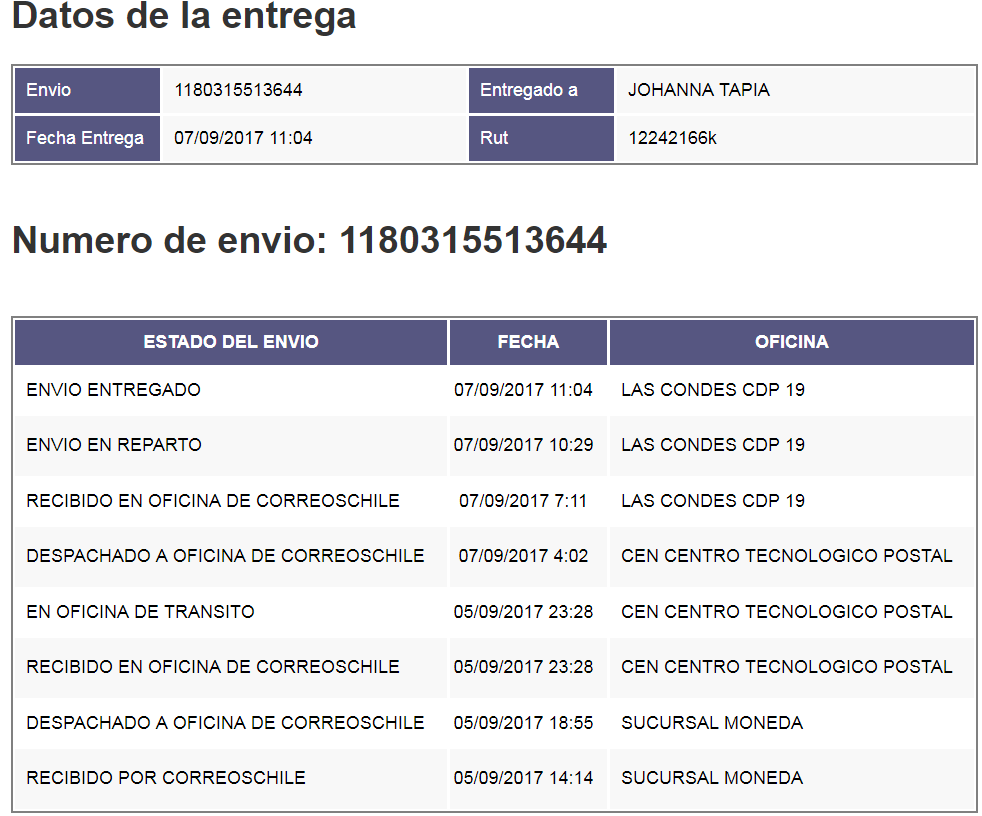 Datos de la entrega
Envio 1180315513644 Entregado a JOHANNA TAPIA
Fecha Entrega 07/09/2017 11:04 Rut 12242166k
Numero de envio: 1180315513644
ESTADO DEL ENVIO FECHA OFICINA
ENVIO ENTREGADO 07/09/2017 11:04 LAS CONDES CDP 19
ENVIO EN REPARTO 07/09/2017 10:29 LAS CONDES CDP 19
RECIBIDO EN OFICINA DE CORREOSCHILE 07/09/2017 7:11 LAS CONDES CDP 19
DESPACHADO A OFICINA DE CORREOSCHILE 07/09/2017 4:02 CEN CENTRO TECNOLOGICO POSTAL
EN OFICINA DE TRANSITO 05/09/2017 23:28 CEN CENTRO TECNOLOGICO POSTAL
RECIBIDO EN OFICINA DE CORREOSCHILE 05/09/2017 23:28 CEN CENTRO TECNOLOGICO POSTAL
DESPACHADO A OFICINA DE CORREOSCHILE 05/09/2017 18:55 SUCURSAL MONEDA
RECIBIDO POR CORREOSCHILE 05/09/2017 14:14 SUCURSAL MONEDA